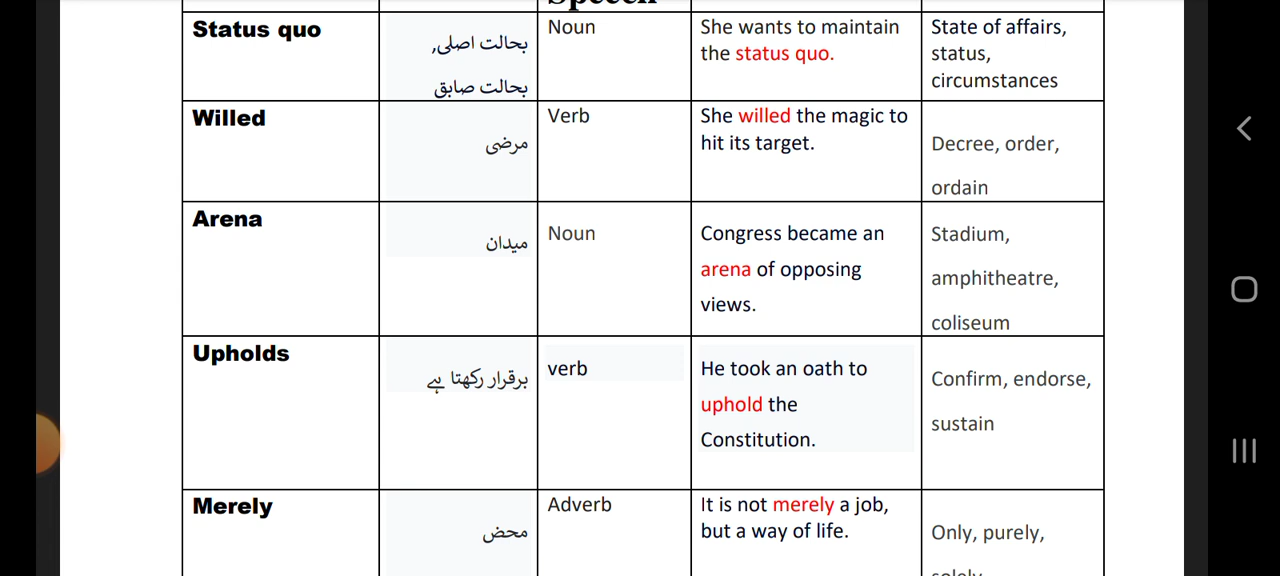 Speech
Status quo
بحالت اصلی,
بحالت صابق
Noun
She wants to maintain
the status quo.
State of affairs,
status,
circumstances
Willed
مرضی
Verb
She willed the magic to
hit its target.
Decree, order,
ordain
Arena
میدان
Noun
Congress became an
arena of opposing
views.
Stadium,
amphitheatre,
coliseum
Upholds
برقرار رکھتا ہے
verb
He took an oath to
uphold the
Constitution.
Confirm, endorse,
sustain
Merely
محض
Adverb
It is not merely a job,
but a way of life.
Only, purely,
solely